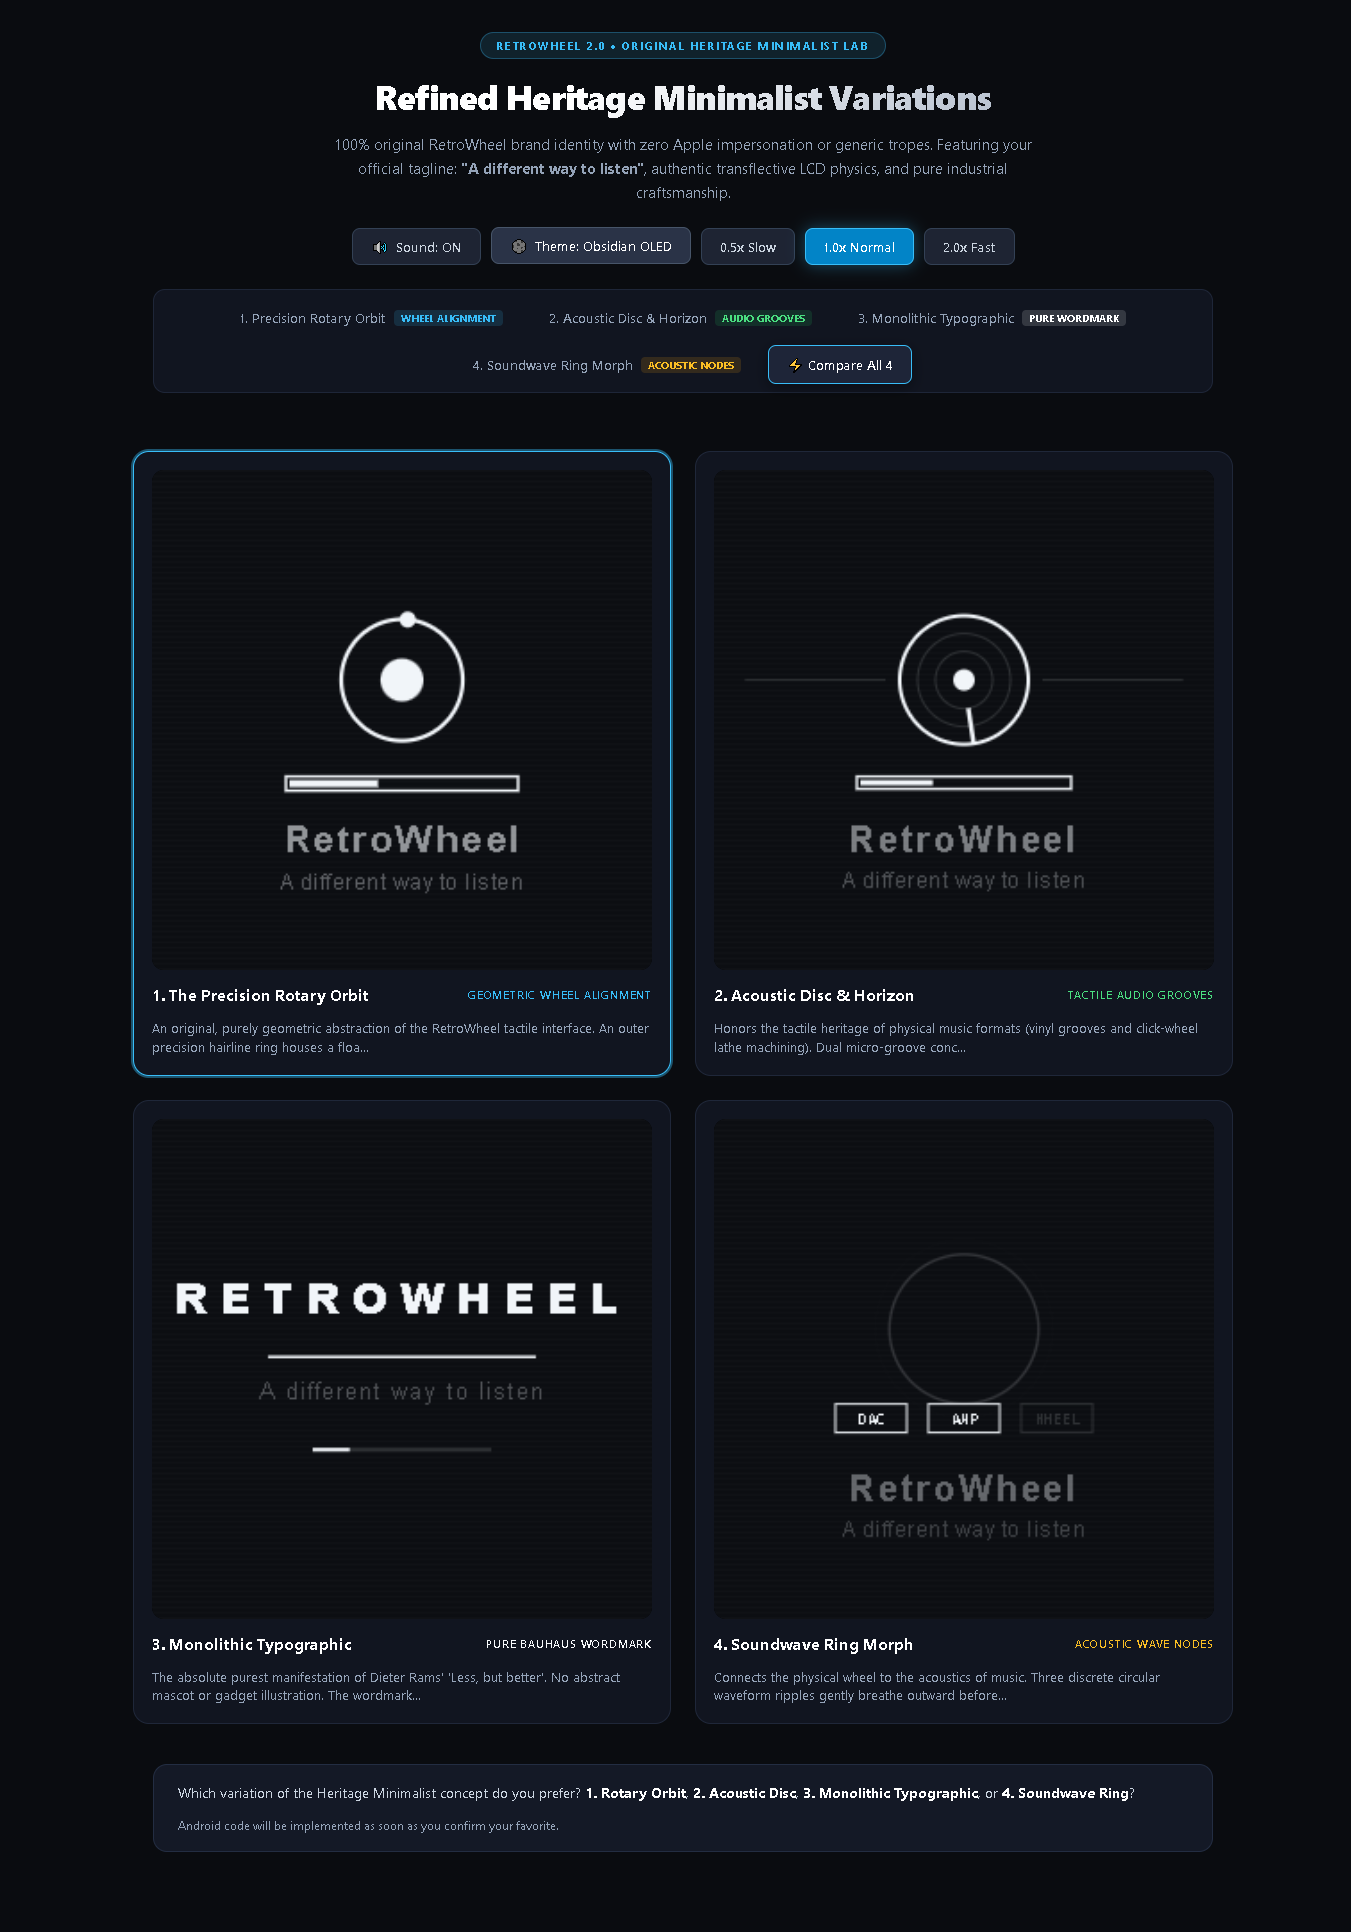 RETROWHEEL 2.0 • ORIGINAL HERITAGE MINIMALIST LAB
Refined Heritage Minimalist Variations
100% original RetroWheel brand identity with zero Apple impersonation or generic tropes. Featuring your
official tagline: "A different way to listen", authentic transflective LCD physics, and pure industrial
craftsmanship.
Sound: ON
Theme: Obsidian OLED
0.5x Slow
1.0x Normal
2.0x Fast
1. Precision Rotary Orbit WHEEL ALIGNMENT
2. Acoustic Disc & Horizon AUDIO GROOVES
3. Monolithic Typographic PURE WORDMARK
4. Soundwave Ring Morph ACOUSTIC NODES
Compare All 4
RetroWheel
A different way to listen
1. The Precision Rotary Orbit
GEOMETRIC WHEEL ALIGNMENT
An original, purely geometric abstraction of the RetroWheel tactile interface. An outer
precision hairline ring houses a floa...
RetroWheel
A different way to listen
2. Acoustic Disc & Horizon
TACTILE AUDIO GROOVES
Honors the tactile heritage of physical music formats (vinyl grooves and click-wheel
lathe machining). Dual micro-groove conc...
RETROWHEEL
A different way to listen
3. Monolithic Typographic
PURE BAUHAUS WORDMARK
The absolute purest manifestation of Dieter Rams' 'Less, but better'. No abstract
mascot or gadget illustration. The wordmark...
DAC
AMP
WHEEL
RetroWheel
A different way to listen
4. Soundwave Ring Morph
ACOUSTIC WAVE NODES
Connects the physical wheel to the acoustics of music. Three discrete circular
waveform ripples gently breathe outward before...
Which variation of the Heritage Minimalist concept do you prefer? 1. Rotary Orbit, 2. Acoustic Disc, 3. Monolithic Typographic, or 4. Soundwave Ring?
Android code will be implemented as soon as you confirm your favorite.